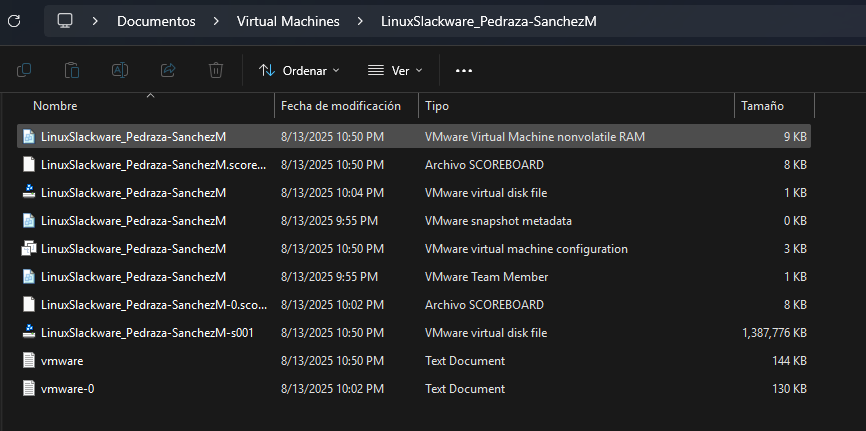 Documentos > Virtual Machines > LinuxSlackware_Pedraza-SanchezM
Ordenar Ver
Nombre Fecha de modificación Tipo Tamaño
LinuxSlackware_Pedraza-SanchezM 8/13/2025 10:50 PM VMware Virtual Machine nonvolatile RAM 9 KB
LinuxSlackware_Pedraza-SanchezM.score... 8/13/2025 10:50 PM Archivo SCOREBOARD 8 KB
LinuxSlackware_Pedraza-SanchezM 8/13/2025 10:04 PM VMware virtual disk file 1 KB
LinuxSlackware_Pedraza-SanchezM 8/13/2025 9:55 PM VMware snapshot metadata 0 KB
LinuxSlackware_Pedraza-SanchezM 8/13/2025 10:50 PM VMware virtual machine configuration 3 KB
LinuxSlackware_Pedraza-SanchezM 8/13/2025 9:55 PM VMware Team Member 1 KB
LinuxSlackware_Pedraza-SanchezM-0.sco... 8/13/2025 10:02 PM Archivo SCOREBOARD 8 KB
LinuxSlackware_Pedraza-SanchezM-s001 8/13/2025 10:50 PM VMware virtual disk file 1,387,776 KB
vmware 8/13/2025 10:50 PM Text Document 144 KB
vmware-0 8/13/2025 10:02 PM Text Document 130 KB